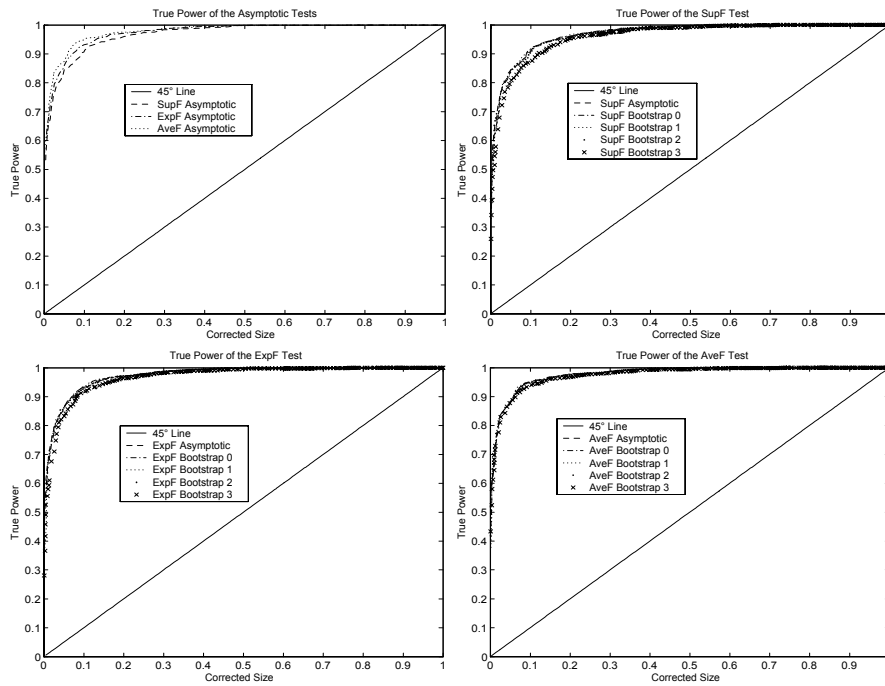 True Power of the Asymptotic Tests
1
0.9
0.8
0.7
0.6
0.5
0.4
0.3
0.2
0.1
0
True Power
45° Line
SupF Asymptotic
ExpF Asymptotic
AveF Asymptotic
0 0.1 0.2 0.3 0.4 0.5 0.6 0.7 0.8 0.9 1
Corrected Size
True Power of the SupF Test
1
0.9
0.8
0.7
0.6
0.5
0.4
0.3
0.2
0.1
0
True Power
45° Line
SupF Asymptotic
SupF Bootstrap 0
SupF Bootstrap 1
SupF Bootstrap 2
SupF Bootstrap 3
0 0.1 0.2 0.3 0.4 0.5 0.6 0.7 0.8 0.9
Corrected Size
True Power of the ExpF Test
1
0.9
0.8
0.7
0.6
0.5
0.4
0.3
0.2
0.1
0
True Power
45° Line
ExpF Asymptotic
ExpF Bootstrap 0
ExpF Bootstrap 1
ExpF Bootstrap 2
ExpF Bootstrap 3
0 0.1 0.2 0.3 0.4 0.5 0.6 0.7 0.8 0.9 1
Corrected Size
True Power of the AveF Test
1
0.9
0.8
0.7
0.6
0.5
0.4
0.3
0.2
0.1
0
True Power
45° Line
AveF Asymptotic
AveF Bootstrap 0
AveF Bootstrap 1
AveF Bootstrap 2
AveF Bootstrap 3
0 0.1 0.2 0.3 0.4 0.5 0.6 0.7 0.8 0.9
Corrected Size